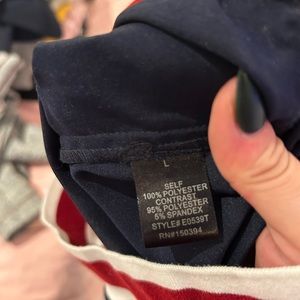 L
SELF
100% POLYESTER
CONTRAST
95% POLYESTER
5% SPANDEX
STYLE# E0539T
RN#150394